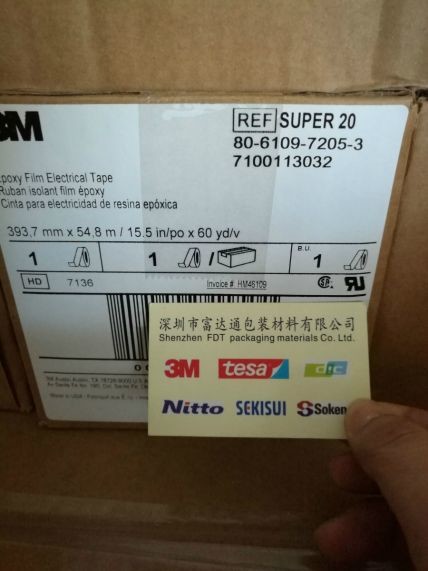 3M
REF SUPER 20
80-6109-7205-3
7100113032
Epoxy Film Electrical Tape
Ruban isolant film époxy
Cinta para electricidad de resina epóxica
393,7 mm x 54,8 m / 15.5 in/po x 60 yd/v
1 1 / B.U. 1
HD 7136 Invoice # HM46109
深圳市富达通包装材料有限公司
Shenzhen FDT packaging materials Co. Ltd.
3M tesa d c
Nitto SEKISUI Soken